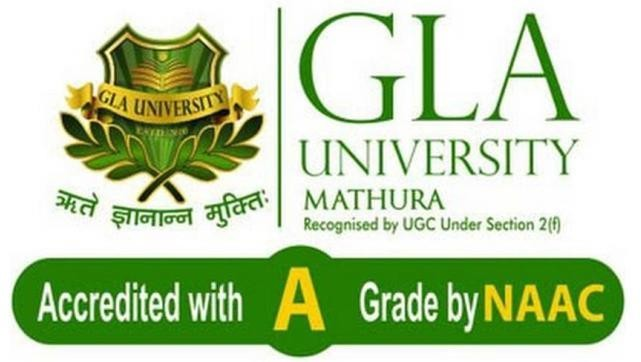 GLA UNIVERSITY
ऋते ज्ञानान्न मुक्तिः
GLA
UNIVERSITY
MATHURA
Recognised by UGC Under Section 2(f)
Accredited with A Grade by NAAC